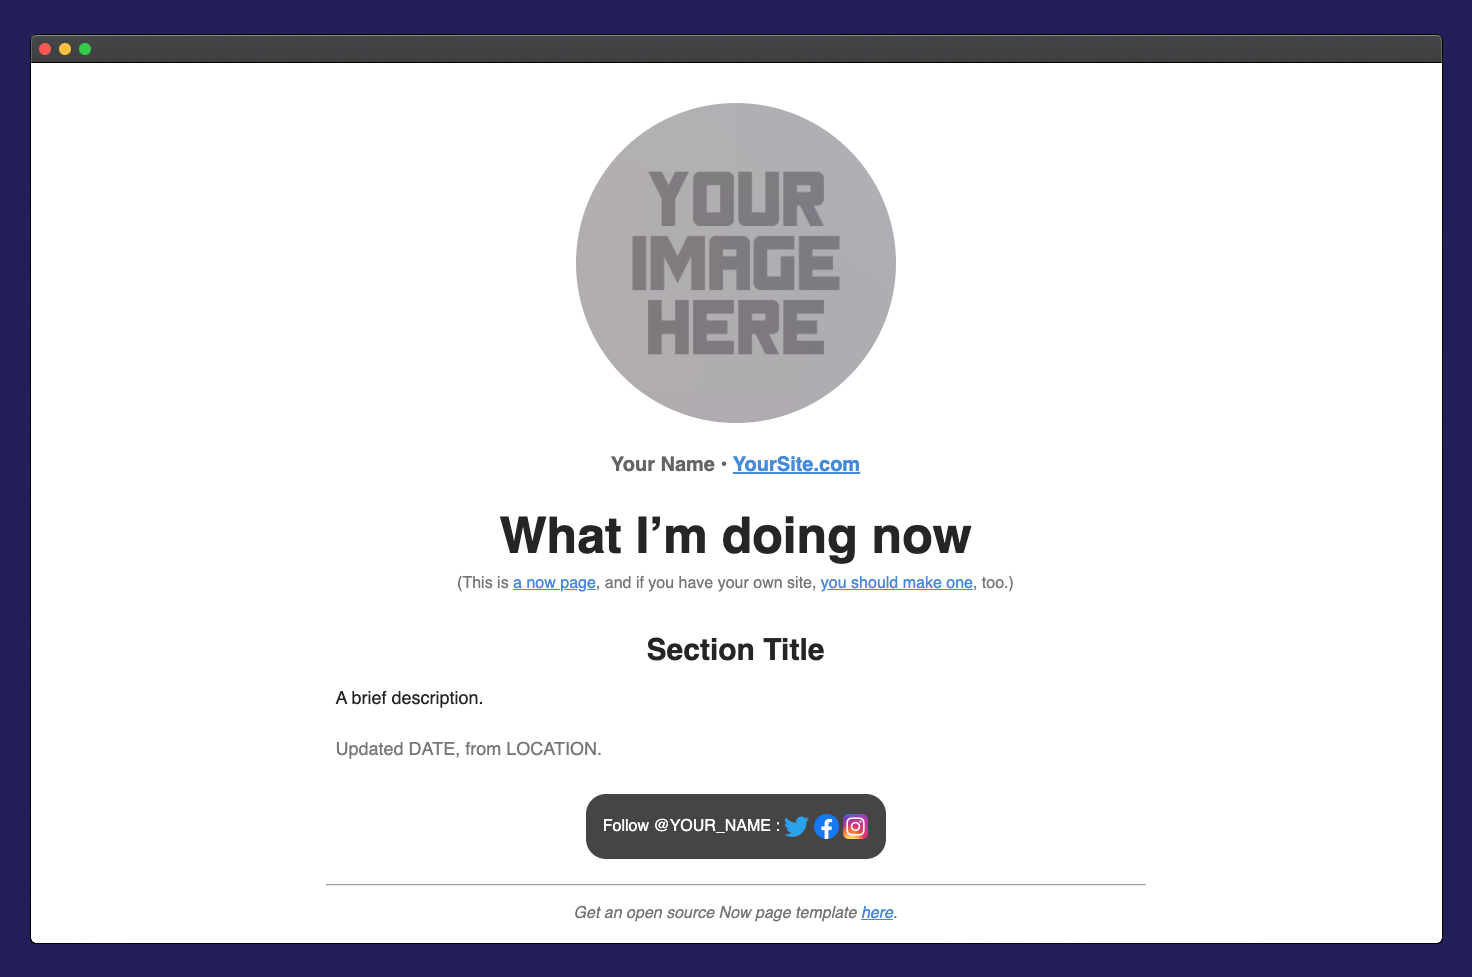 YOUR
IMAGE
HERE
Your Name • YourSite.com
What I’m doing now
(This is a now page, and if you have your own site, you should make one, too.)
Section Title
A brief description.
Updated DATE, from LOCATION.
Follow @YOUR_NAME :
Get an open source Now page template here.